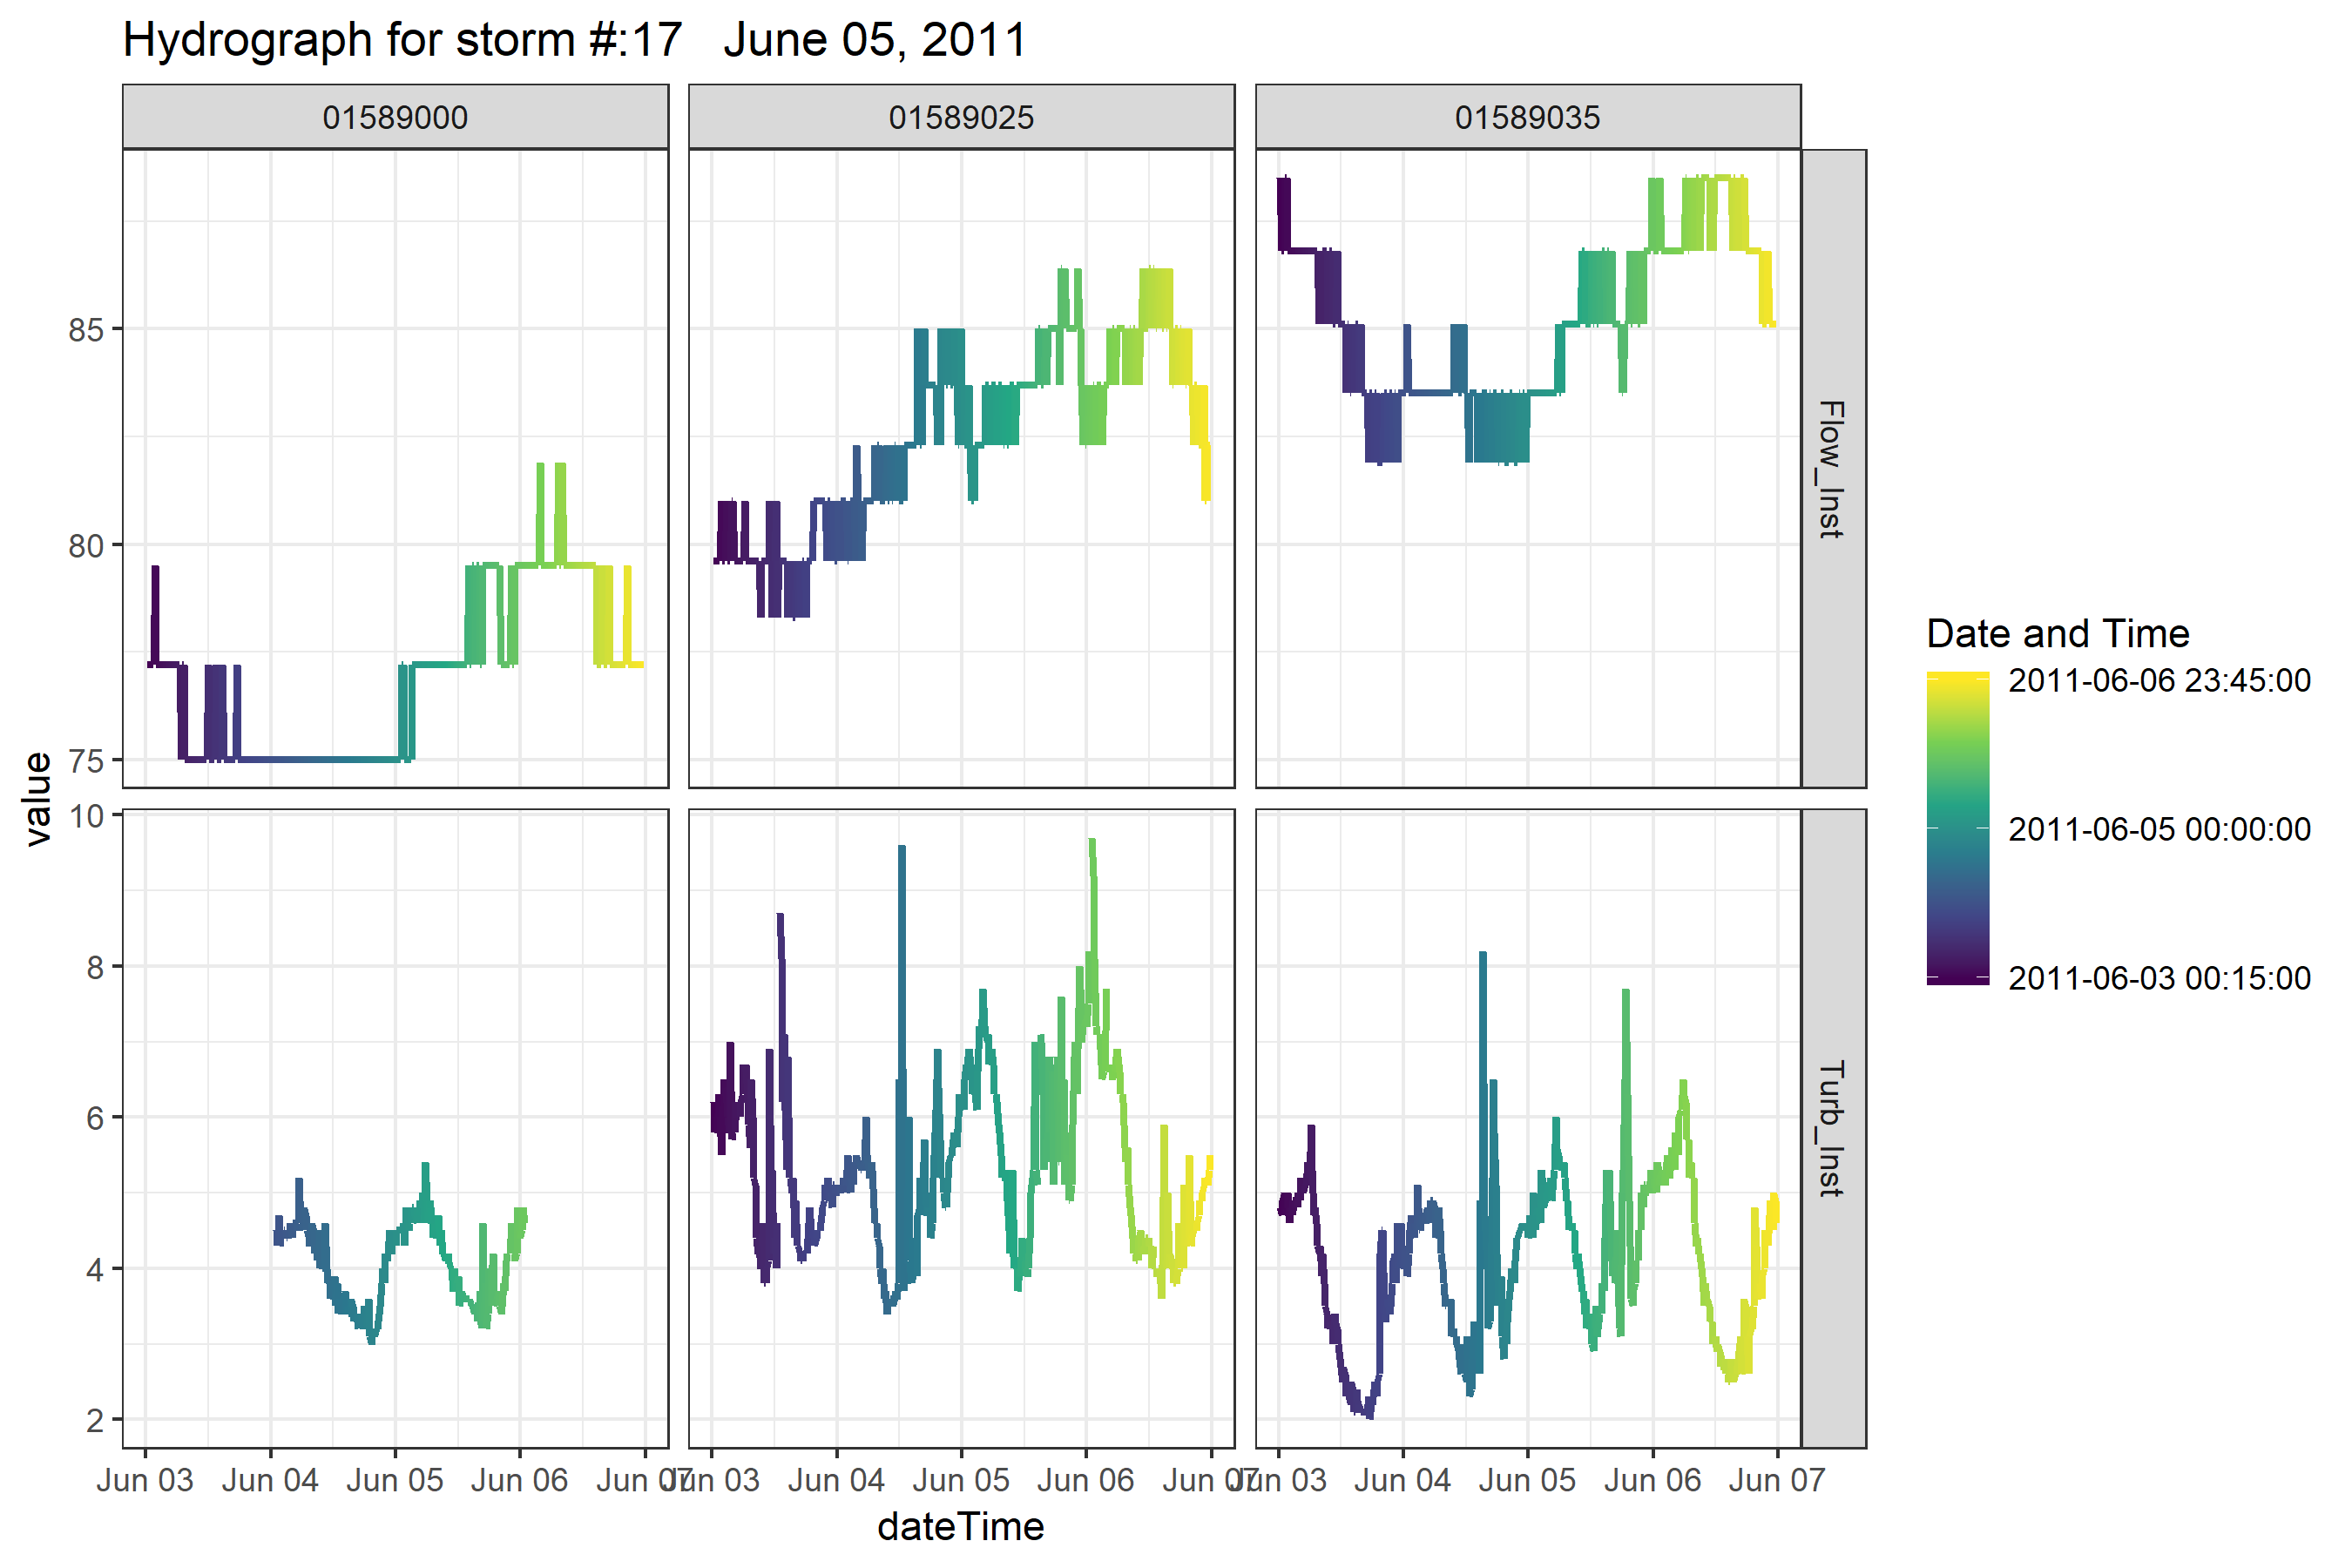 Hydrograph for storm #:17   June 05, 2011
01589000
01589025
01589035
85
80
75
Flow_Inst
10
8
6
4
2
Turb_Inst
value
Jun 03 Jun 04 Jun 05 Jun 06 Jun 07
Jun 03 Jun 04 Jun 05 Jun 06 Jun 07
Jun 03 Jun 04 Jun 05 Jun 06 Jun 07
dateTime
Date and Time
2011-06-06 23:45:00
2011-06-05 00:00:00
2011-06-03 00:15:00